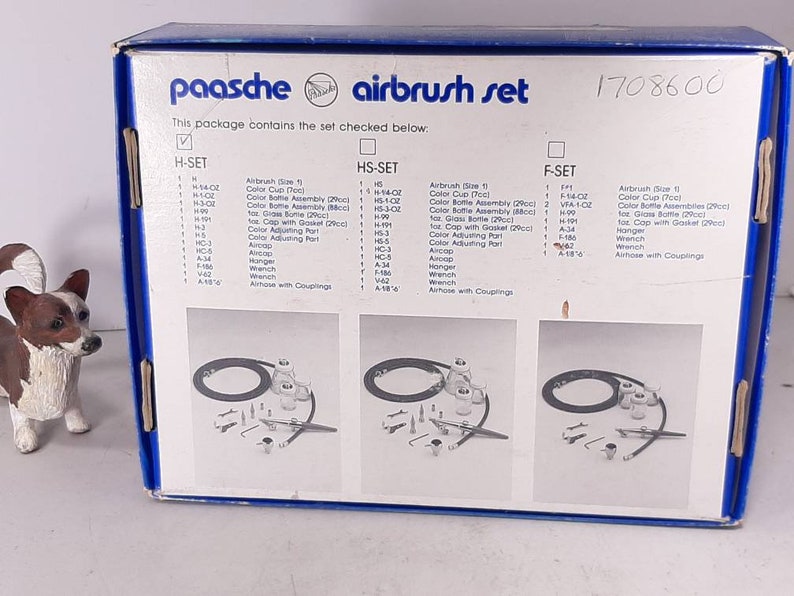 paasche Paasche airbrush set 1708600
This package contains the set checked below:
✓
H-SET
1 H Airbrush (Size 1)
1 H-1/4-OZ Color Cup (7cc)
1 H-1-OZ Color Bottle Assembly (29cc)
1 H-3-OZ Color Bottle Assembly (88cc)
1 H-99 1oz. Glass Bottle (29cc)
1 H-191 1oz. Cap with Gasket (29cc)
1 H-3 Color Adjusting Part
1 H-5 Color Adjusting Part
1 HC-3 Aircap
1 HC-5 Aircap
1 A-34 Hanger
1 F-186 Wrench
1 V-62 Wrench
1 A-1/8"-6' Airhose with Couplings
HS-SET
1 HS Airbrush (Size 1)
1 H-1/4-OZ Color Cup (7cc)
1 HS-1-OZ Color Bottle Assembly (29cc)
1 HS-3-OZ Color Bottle Assembly (88cc)
1 H-99 1oz. Glass Bottle (29cc)
1 H-191 1oz. Cap with Gasket (29cc)
1 HS-3 Color Adjusting Part
1 HS-5 Color Adjusting Part
1 HC-3 Aircap
1 HC-5 Aircap
1 A-34 Hanger
1 F-186 Wrench
1 V-62 Wrench
1 A-1/8"-6' Airhose with Couplings
F-SET
1 F#1 Airbrush (Size 1)
1 F-1/4-OZ Color Cup (7cc)
2 VFA-1-OZ Color Bottle Assemblies (29cc)
1 H-99 1oz. Glass Bottle (29cc)
1 H-191 1oz. Cap with Gasket (29cc)
1 A-34 Hanger
1 F-186 Wrench
1 V-62 Wrench
1 A-1/8"-6' Airhose with Couplings